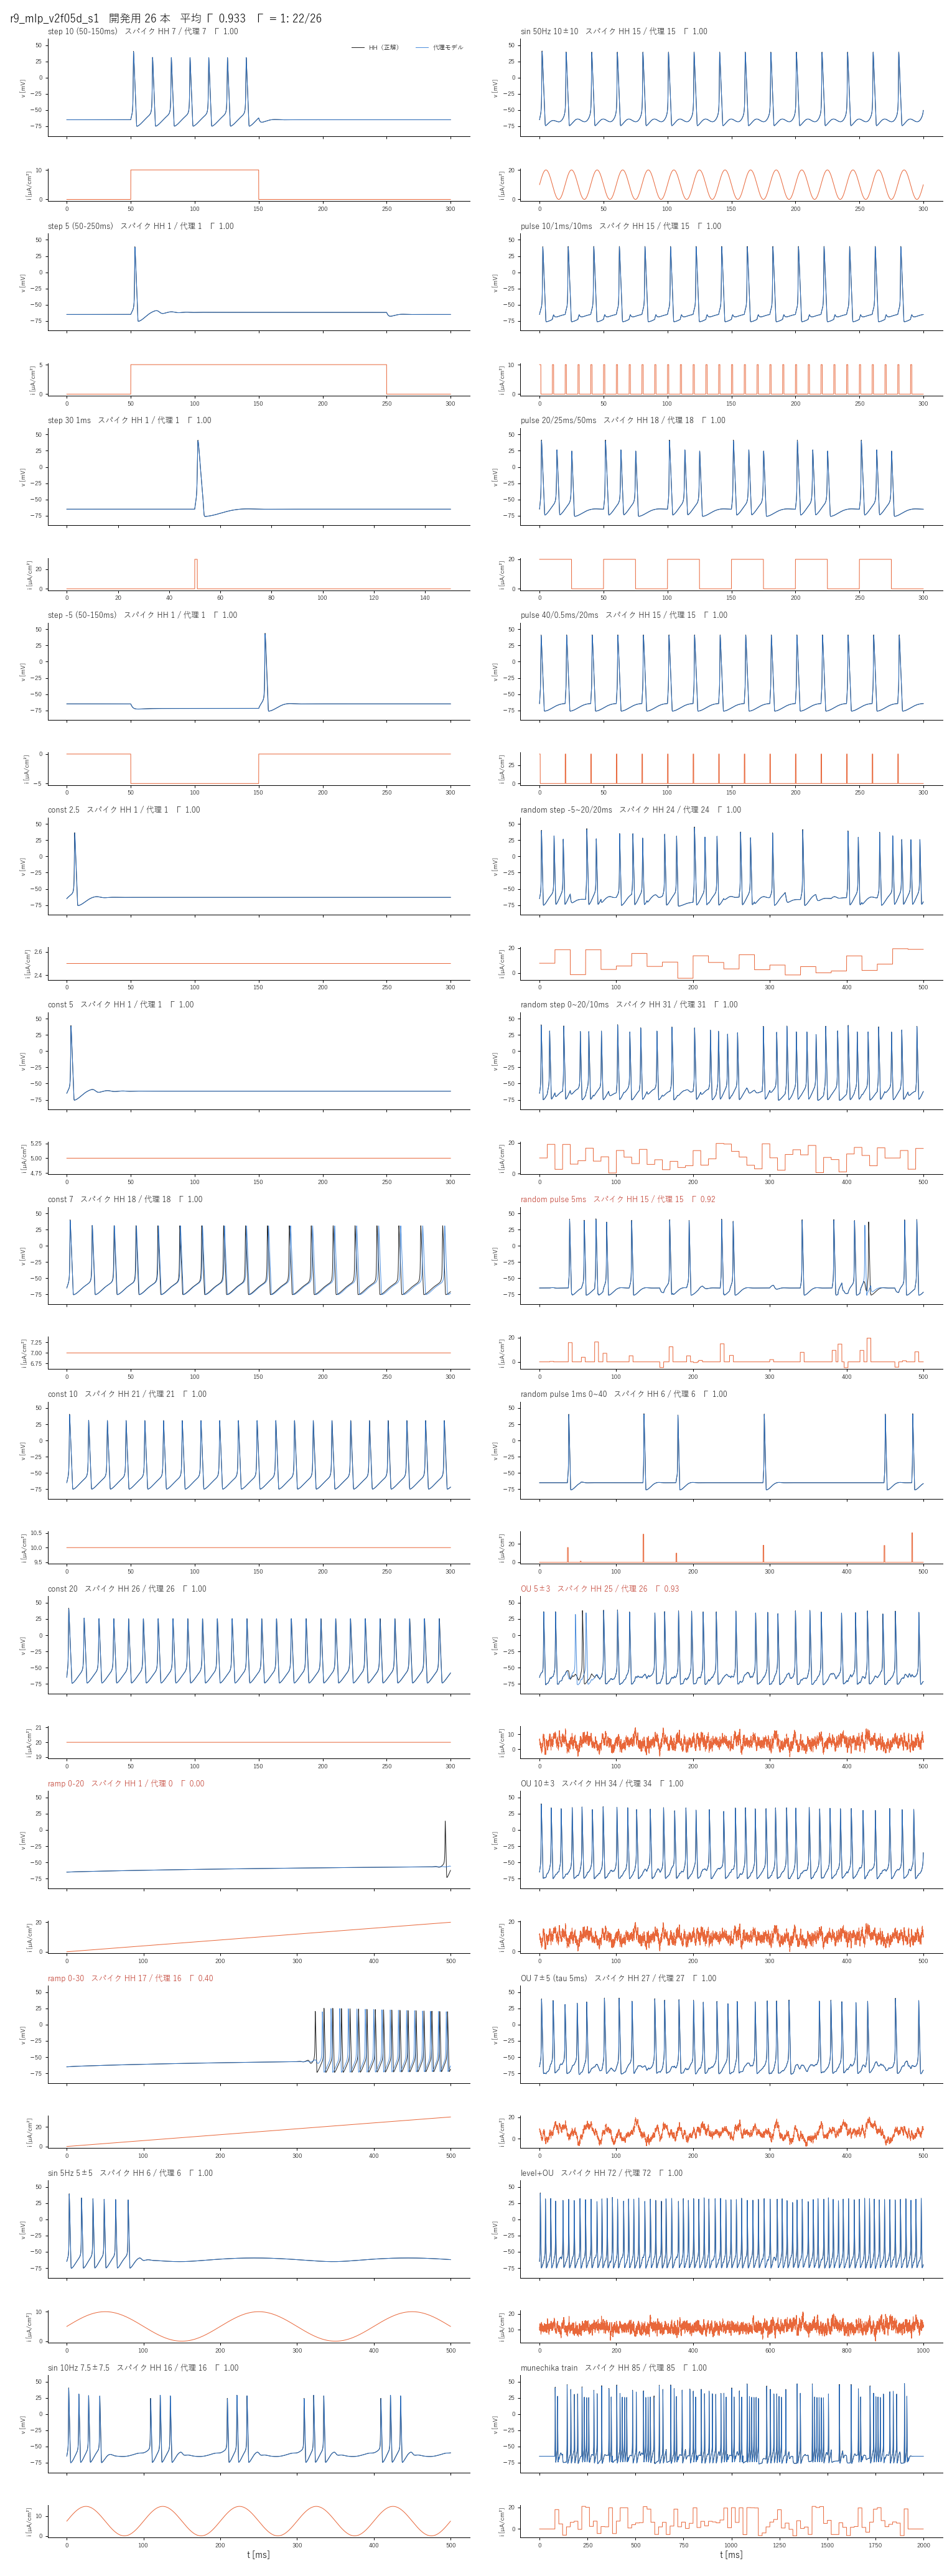 r9_mlp_v2f05d_s1 開発用 26 本 平均 Γ 0.933 Γ = 1: 22/26
step 10 (50-150ms) スパイク HH 7 / 代理 7 Γ 1.00
HH（正解） 代理モデル
sin 50Hz 10±10 スパイク HH 15 / 代理 15 Γ 1.00
step 5 (50-250ms) スパイク HH 1 / 代理 1 Γ 1.00
pulse 10/1ms/10ms スパイク HH 15 / 代理 15 Γ 1.00
step 30 1ms スパイク HH 1 / 代理 1 Γ 1.00
pulse 20/25ms/50ms スパイク HH 18 / 代理 18 Γ 1.00
step -5 (50-150ms) スパイク HH 1 / 代理 1 Γ 1.00
pulse 40/0.5ms/20ms スパイク HH 15 / 代理 15 Γ 1.00
const 2.5 スパイク HH 1 / 代理 1 Γ 1.00
random step -5~20/20ms スパイク HH 24 / 代理 24 Γ 1.00
const 5 スパイク HH 1 / 代理 1 Γ 1.00
random step 0~20/10ms スパイク HH 31 / 代理 31 Γ 1.00
const 7 スパイク HH 18 / 代理 18 Γ 1.00
random pulse 5ms スパイク HH 15 / 代理 15 Γ 0.92
const 10 スパイク HH 21 / 代理 21 Γ 1.00
random pulse 1ms 0~40 スパイク HH 6 / 代理 6 Γ 1.00
const 20 スパイク HH 26 / 代理 26 Γ 1.00
OU 5±3 スパイク HH 25 / 代理 26 Γ 0.93
ramp 0-20 スパイク HH 1 / 代理 0 Γ 0.00
OU 10±3 スパイク HH 34 / 代理 34 Γ 1.00
ramp 0-30 スパイク HH 17 / 代理 16 Γ 0.40
OU 7±5 (tau 5ms) スパイク HH 27 / 代理 27 Γ 1.00
sin 5Hz 5±5 スパイク HH 6 / 代理 6 Γ 1.00
level+OU スパイク HH 72 / 代理 72 Γ 1.00
sin 10Hz 7.5±7.5 スパイク HH 16 / 代理 16 Γ 1.00
munechika train スパイク HH 85 / 代理 85 Γ 1.00
v [mV]
i [μA/cm²]
t [ms]
t [ms]